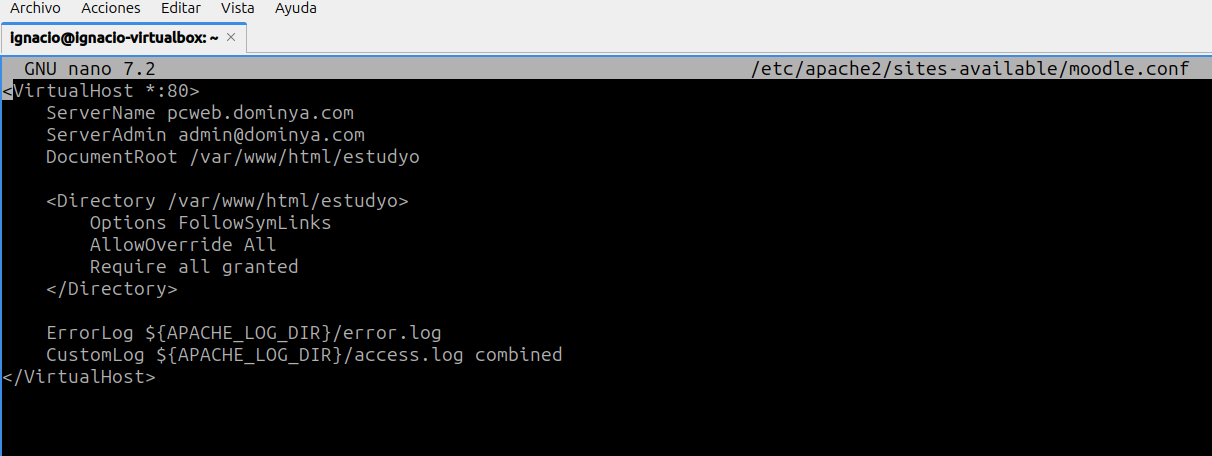 Archivo Acciones Editar Vista Ayuda
ignacio@ignacio-virtualbox: ~ ×
GNU nano 7.2 /etc/apache2/sites-available/moodle.conf
<VirtualHost *:80>
    ServerName pcweb.dominya.com
    ServerAdmin admin@dominya.com
    DocumentRoot /var/www/html/estudyo

    <Directory /var/www/html/estudyo>
        Options FollowSymLinks
        AllowOverride All
        Require all granted
    </Directory>

    ErrorLog ${APACHE_LOG_DIR}/error.log
    CustomLog ${APACHE_LOG_DIR}/access.log combined
</VirtualHost>